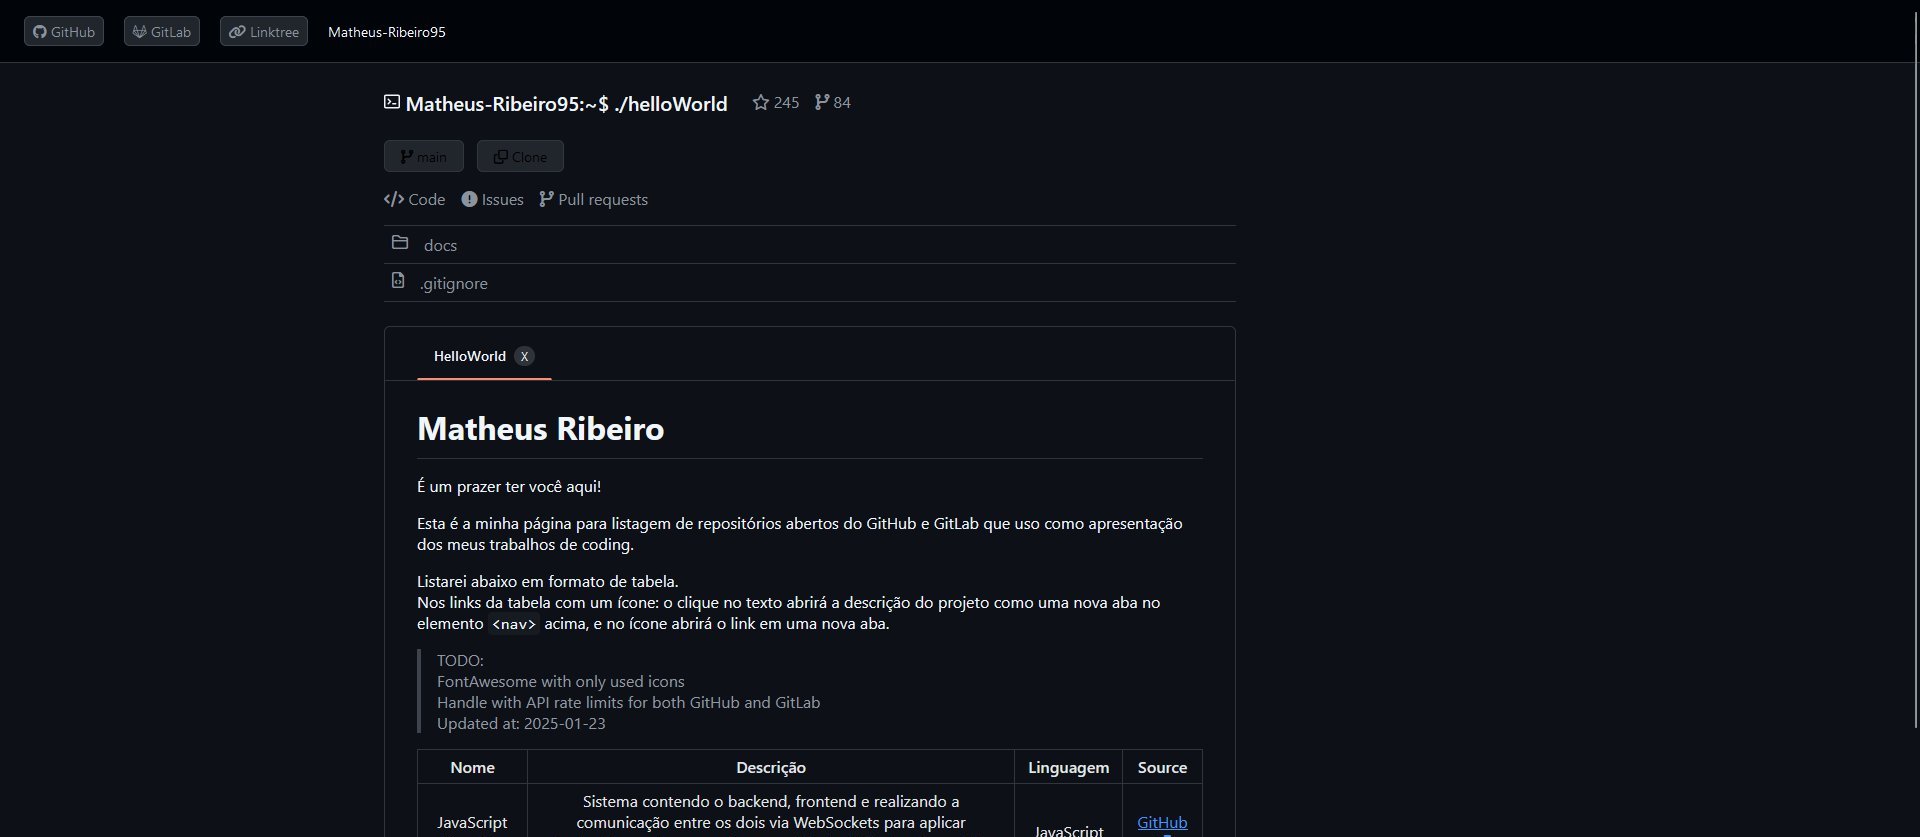 GitHub GitLab Linktree Matheus-Ribeiro95
Matheus-Ribeiro95:~$ ./helloWorld 245 84
main Clone
Code Issues Pull requests
docs
.gitignore
HelloWorld X
Matheus Ribeiro
É um prazer ter você aqui!
Esta é a minha página para listagem de repositórios abertos do GitHub e GitLab que uso como apresentação
dos meus trabalhos de coding.
Listarei abaixo em formato de tabela.
Nos links da tabela com um ícone: o clique no texto abrirá a descrição do projeto como uma nova aba no
elemento <nav> acima, e no ícone abrirá o link em uma nova aba.
TODO:
FontAwesome with only used icons
Handle with API rate limits for both GitHub and GitLab
Updated at: 2025-01-23
Nome Descrição Linguagem Source
Sistema contendo o backend, frontend e realizando a
JavaScript comunicação entre os dois via WebSockets para aplicar JavaScript GitHub